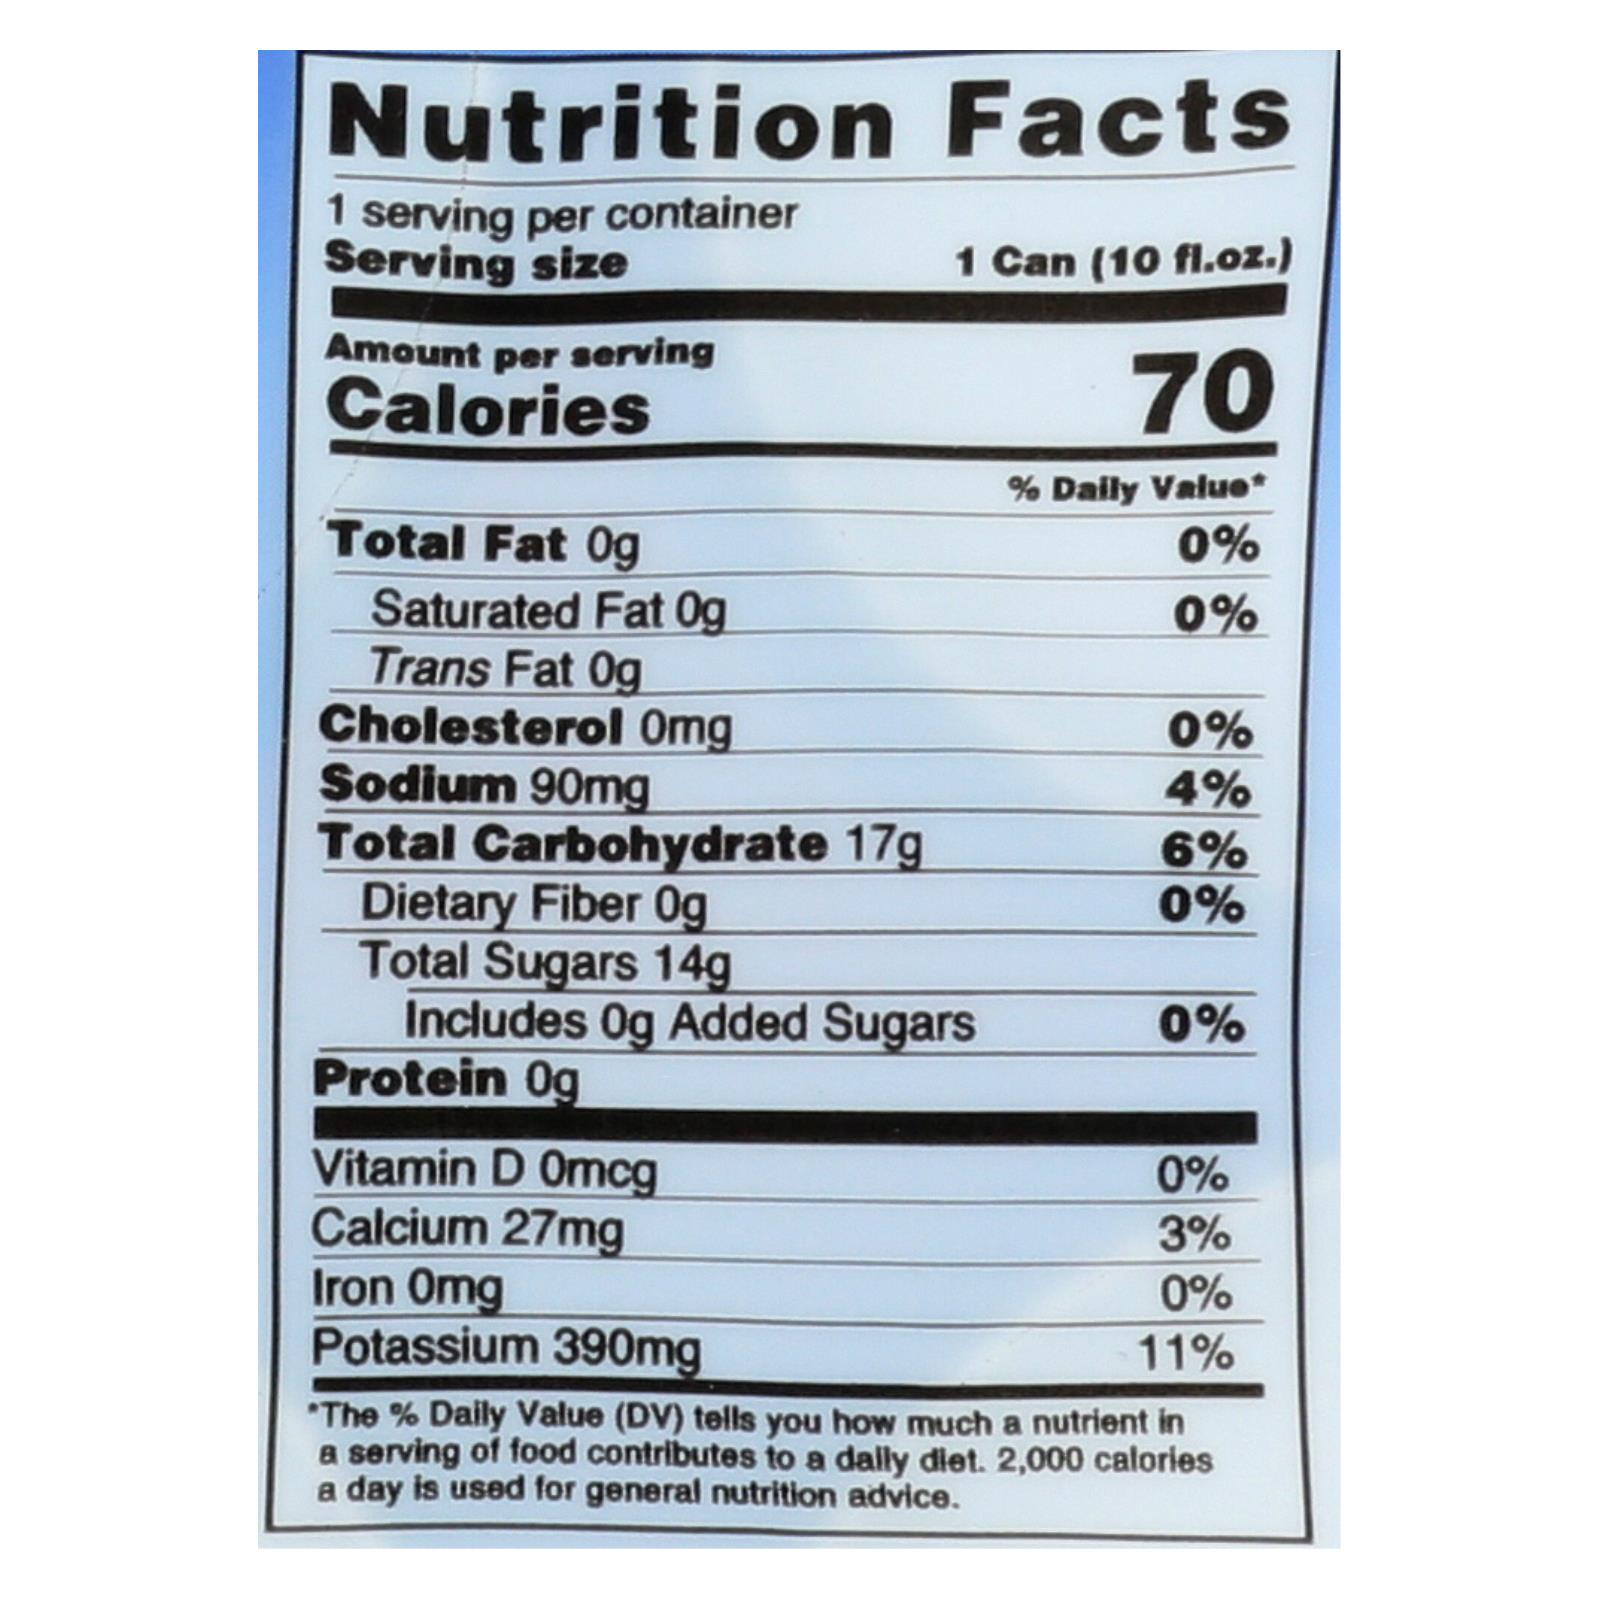 Nutrition Facts
1 serving per container
Serving size 1 Can (10 fl.oz.)
Amount per serving
Calories 70
% Daily Value*
Total Fat 0g 0%
Saturated Fat 0g 0%
Trans Fat 0g
Cholesterol 0mg 0%
Sodium 90mg 4%
Total Carbohydrate 17g 6%
Dietary Fiber 0g 0%
Total Sugars 14g
Includes 0g Added Sugars 0%
Protein 0g
Vitamin D 0mcg 0%
Calcium 27mg 3%
Iron 0mg 0%
Potassium 390mg 11%
*The % Daily Value (DV) tells you how much a nutrient in
a serving of food contributes to a daily diet. 2,000 calories
a day is used for general nutrition advice.